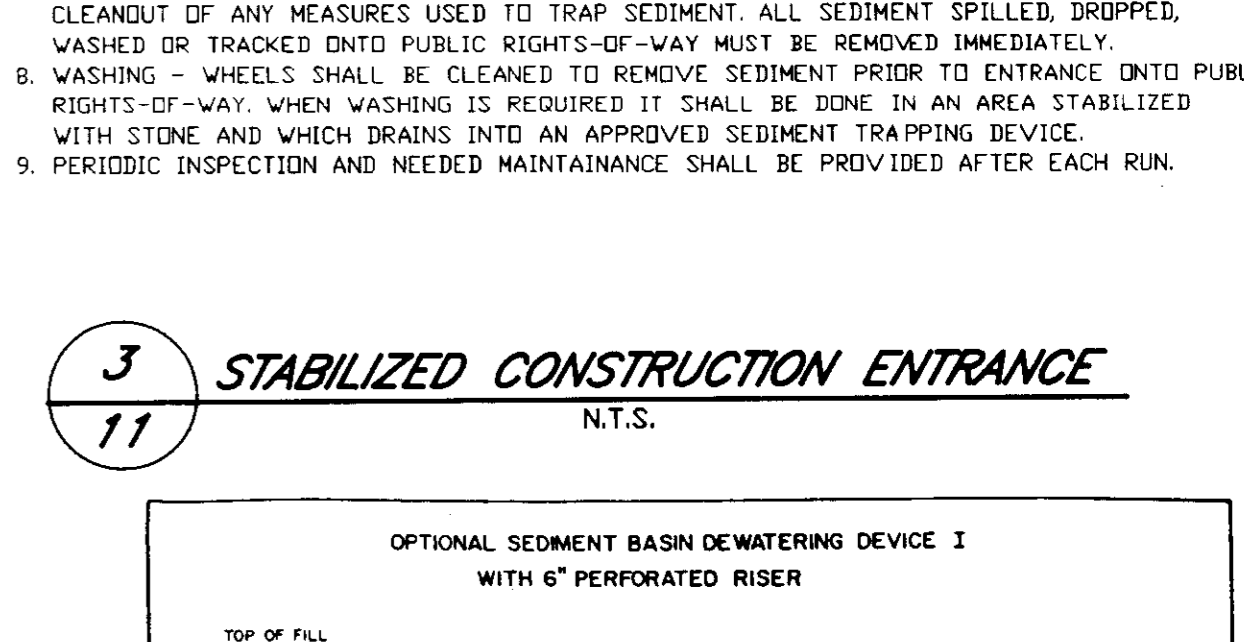 CLEANOUT OF ANY MEASURES USED TO TRAP SEDIMENT. ALL SEDIMENT SPILLED, DROPPED,
WASHED OR TRACKED ONTO PUBLIC RIGHTS-OF-WAY MUST BE REMOVED IMMEDIATELY.
8. WASHING - WHEELS SHALL BE CLEANED TO REMOVE SEDIMENT PRIOR TO ENTRANCE ONTO PUBL
RIGHTS-OF-WAY. WHEN WASHING IS REQUIRED IT SHALL BE DONE IN AN AREA STABILIZED
WITH STONE AND WHICH DRAINS INTO AN APPROVED SEDIMENT TRAPPING DEVICE.
9. PERIODIC INSPECTION AND NEEDED MAINTAINANCE SHALL BE PROVIDED AFTER EACH RUN.
3
STABILIZED CONSTRUCTION ENTRANCE
11
N.T.S.
OPTIONAL SEDIMENT BASIN DEWATERING DEVICE I
WITH 6" PERFORATED RISER
TOP OF FILL